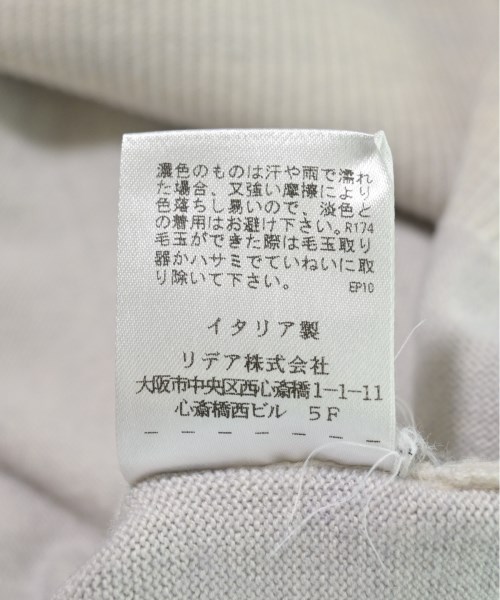 濃色のものは汗や雨で濡れ
た場合、又強い摩擦により
色落ちし易いので、淡色と
の着用はお避け下さい。R174
毛玉ができた際は毛玉取り
器かハサミでていねいに取
り除いて下さい。 EP10
イタリア製
リデア株式会社
大阪市中央区西心斎橋1-1-11
心斎橋西ビル 5F